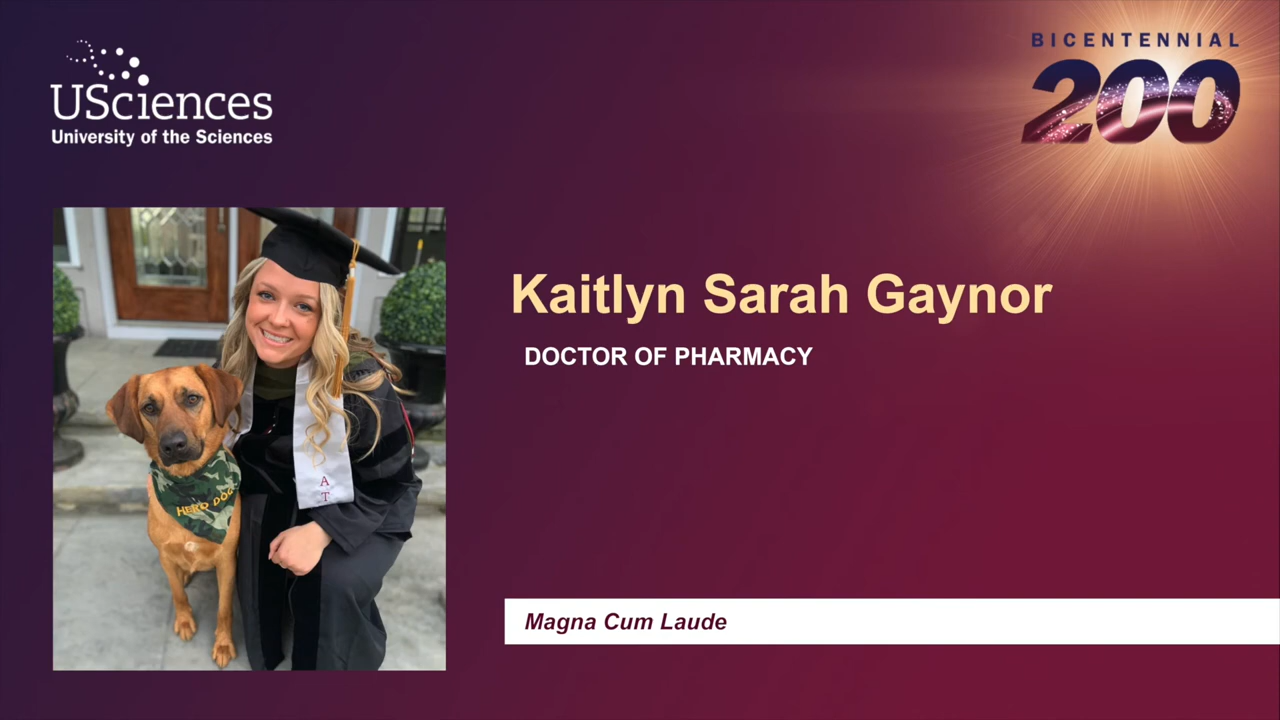 USciences
University of the Sciences
BICENTENNIAL
200
Kaitlyn Sarah Gaynor
DOCTOR OF PHARMACY
HERO DOG
A
T
Magna Cum Laude